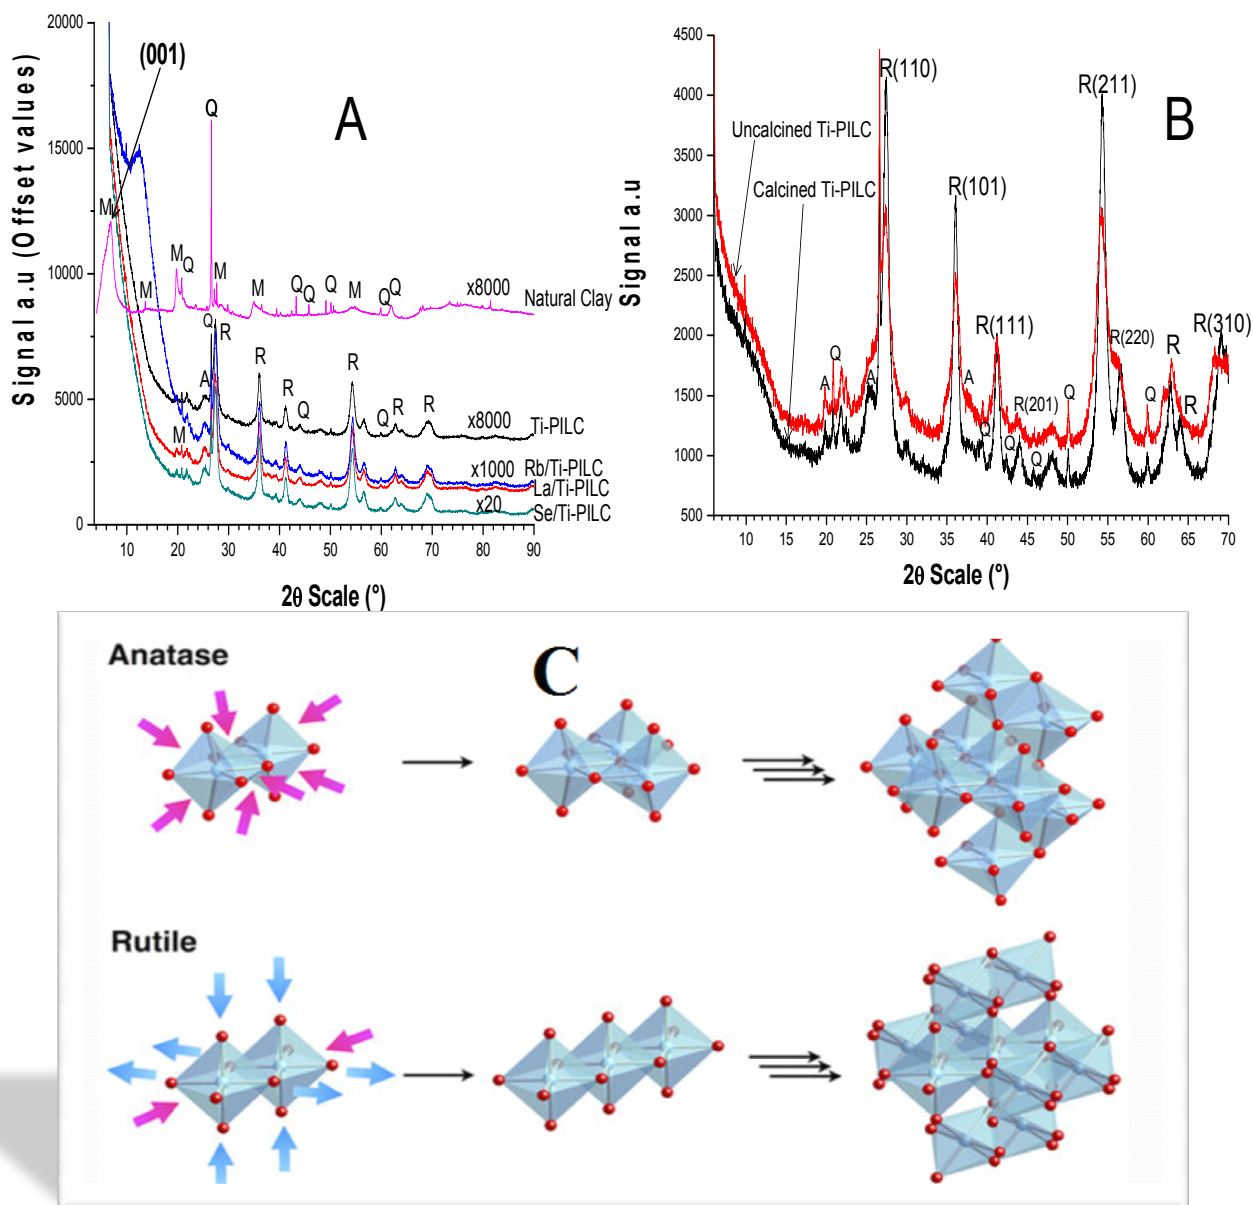 A
Signal a.u (Offset values)
20000
15000
10000
5000
0
(001)
Q
M
M
M
Q
M
M
Q
Q
Q
M
Q
Q
x8000
Natural Clay
Q
R
A
M
R
R
Q
R
Q
R
R
x8000
Ti-PILC
x1000
Rb/Ti-PILC
La/Ti-PILC
x20
Se/Ti-PILC
10 20 30 40 50 60 70 80 90
2θ Scale (°)
B
Signal a.u
4500
4000
3500
3000
2500
2000
1500
1000
500
Uncalcined Ti-PILC
Calcined Ti-PILC
R(110)
R(211)
R(101)
R(111)
R(220)
R(310)
Q
R
A
A
A
R(201)
Q
Q
R
Q
Q
Q
10 15 20 25 30 35 40 45 50 55 60 65 70
2θ Scale (°)
Anatase
C
Rutile